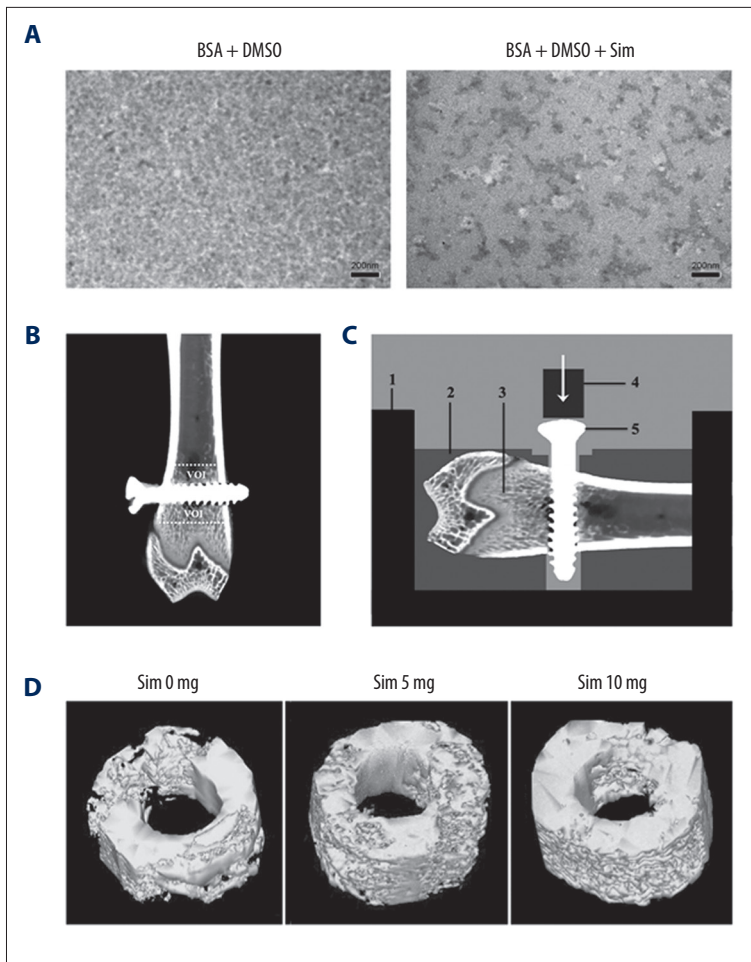 A
BSA + DMSO
BSA + DMSO + Sim
200nm
200nm
B
VOI
VOI
C
1
2
3
4
5
D
Sim 0 mg
Sim 5 mg
Sim 10 mg